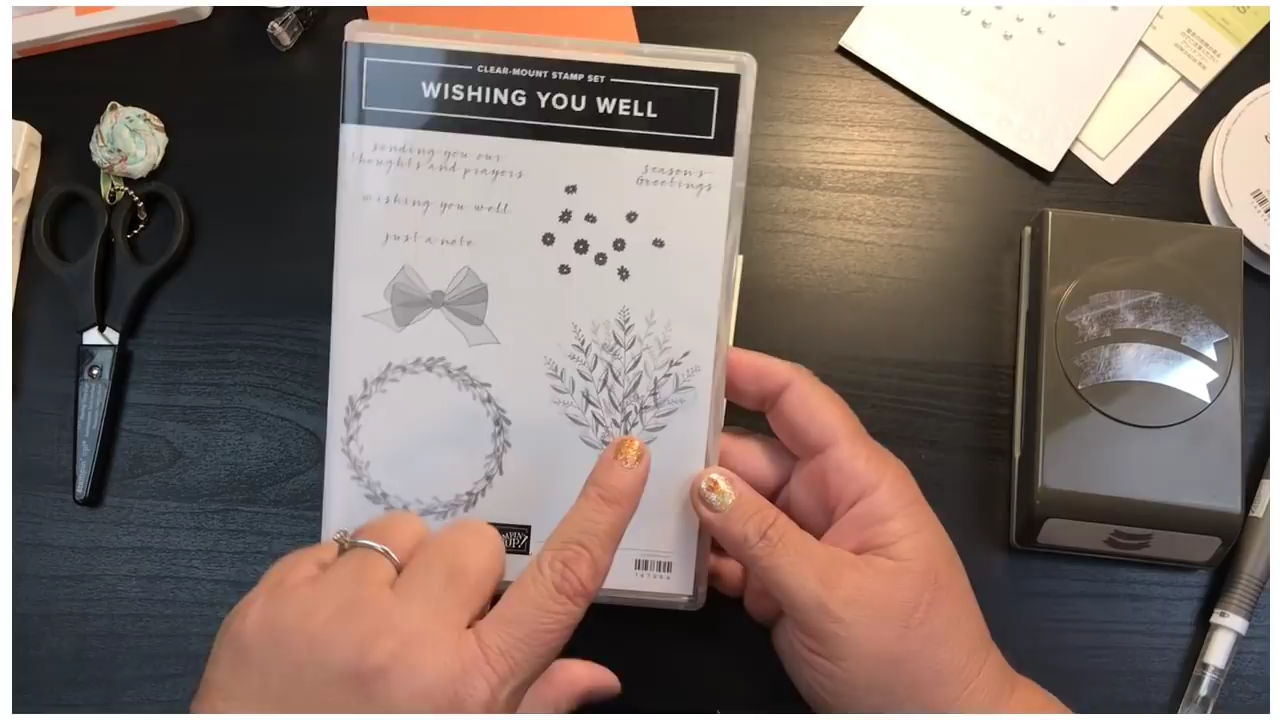 CLEAR-MOUNT STAMP SET
WISHING YOU WELL
sending you our
thoughts and prayers
season's
Greetings
wishing you well
just a note
UP!